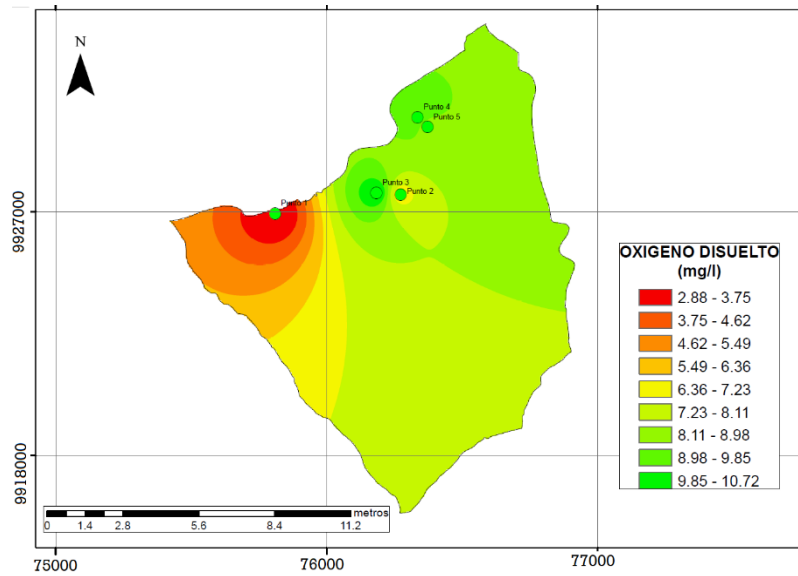 N
Punto 4
Punto 5
Punto 3
Punto 2
Punto 1
9927000
9918000
OXIGENO DISUELTO
(mg/l)
2.88 - 3.75
3.75 - 4.62
4.62 - 5.49
5.49 - 6.36
6.36 - 7.23
7.23 - 8.11
8.11 - 8.98
8.98 - 9.85
9.85 - 10.72
metros
0 1.4 2.8 5.6 8.4 11.2
75000 76000 77000